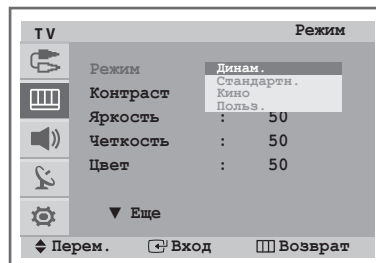 TV Режим
Режим Динам.
Стандартн.
Контраст Кино
Польз.
Яркость : 50
Четкость : 50
Цвет : 50
▼ Еще
Перем. Вход Возврат